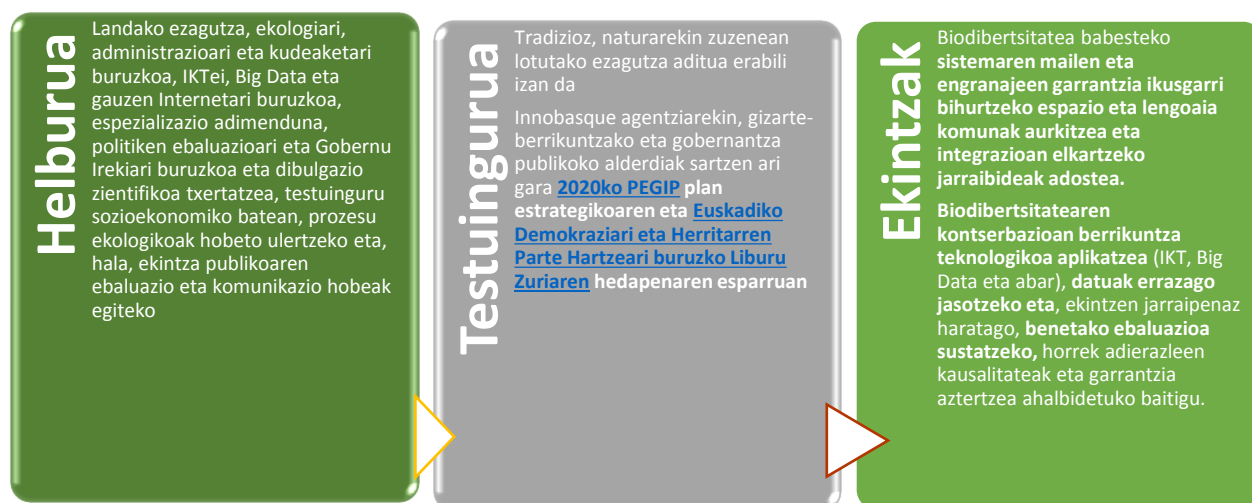 Helburua
Landako ezagutza, ekologiari,
administrazioari eta kudeaketari
buruzkoa, IKTei, Big Data eta
gauzen Internetari buruzkoa,
espezializazio adimenduna,
politiken ebaluazioari eta Gobernu
Irekiari buruzkoa eta dibulgazio
zientifikoa txertatzea, testuinguru
sozioekonomiko batean, prozesu
ekologikoak hobeto ulertzeko eta,
hala, ekintza publikoaren
ebaluazio eta komunikazio hobeak
egiteko
Testuingurua
Tradizioz, naturarekin zuzenean
lotutako ezagutza aditua erabili
izan da
Innobasque agentziarekin, gizarte-
berrikuntzako eta gobernantza
publikoko alderdiak sartzen ari
gara 2020ko PEGIP plan
estrategikoaren eta Euskadiko
Demokraziari eta Herritarren
Parte Hartzeari buruzko Liburu
Zuriaren hedapenaren esparruan
Ekintzak
Biodibertsitatea babesteko
sistemaren mailen eta
engranajeen garrantzia ikusgarri
bihurtzeko espazio eta lengoaia
komunak aurkitzea eta
integrazioan elkartzeko
jarraibideak adostea.
Biodibertsitatearen
kontserbazioan berrikuntza
teknologikoa aplikatzea (IKT, Big
Data eta abar), datuak errazago
jasotzeko eta, ekintzen jarraipenaz
haratago, benetako ebaluazioa
sustatzeko, horrek adierazleen
kausalitateak eta garrantzia
aztertzea ahalbidetuko baitigu.